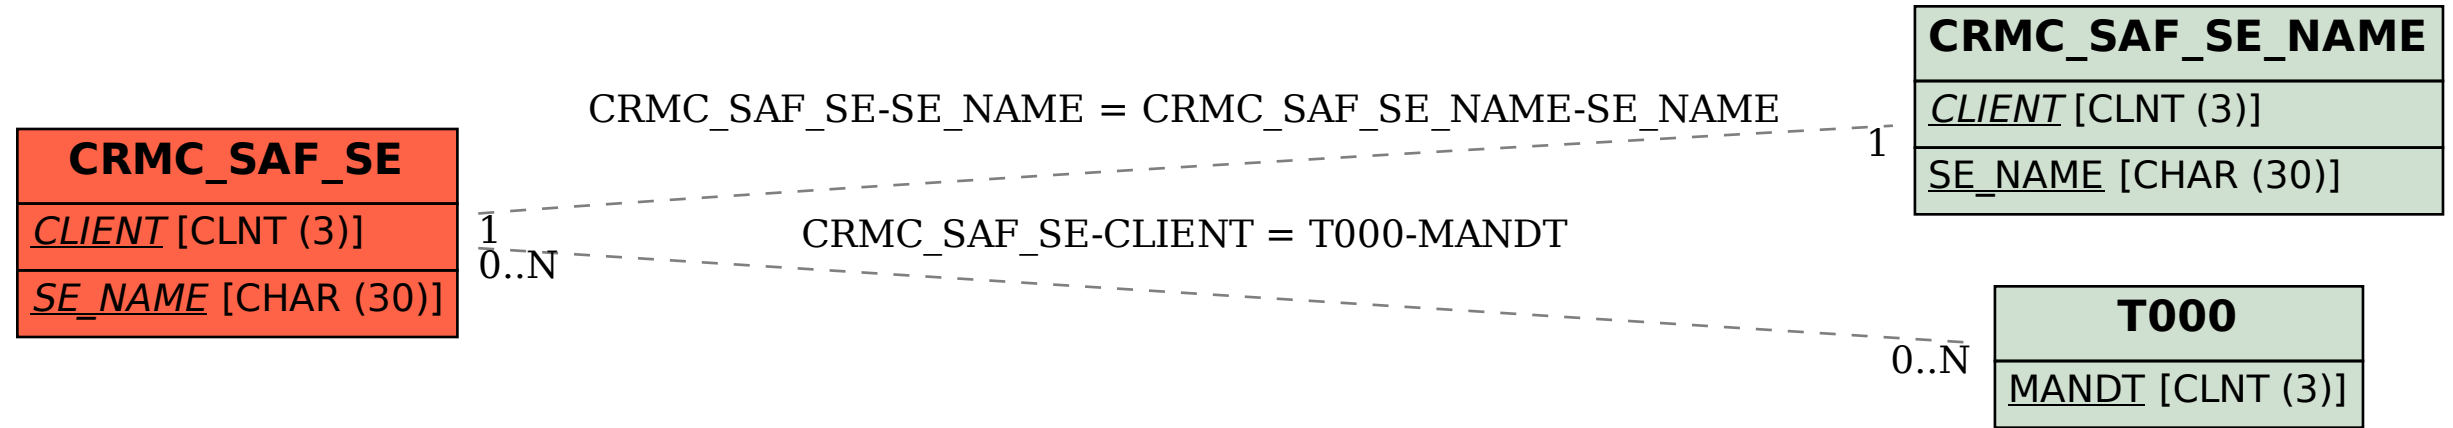 CRMC_SAF_SE
CLIENT [CLNT (3)]
SE_NAME [CHAR (30)]
CRMC_SAF_SE-SE_NAME = CRMC_SAF_SE_NAME-SE_NAME
1
1
CRMC_SAF_SE-CLIENT = T000-MANDT
0..N
0..N
CRMC_SAF_SE_NAME
CLIENT [CLNT (3)]
SE_NAME [CHAR (30)]
T000
MANDT [CLNT (3)]